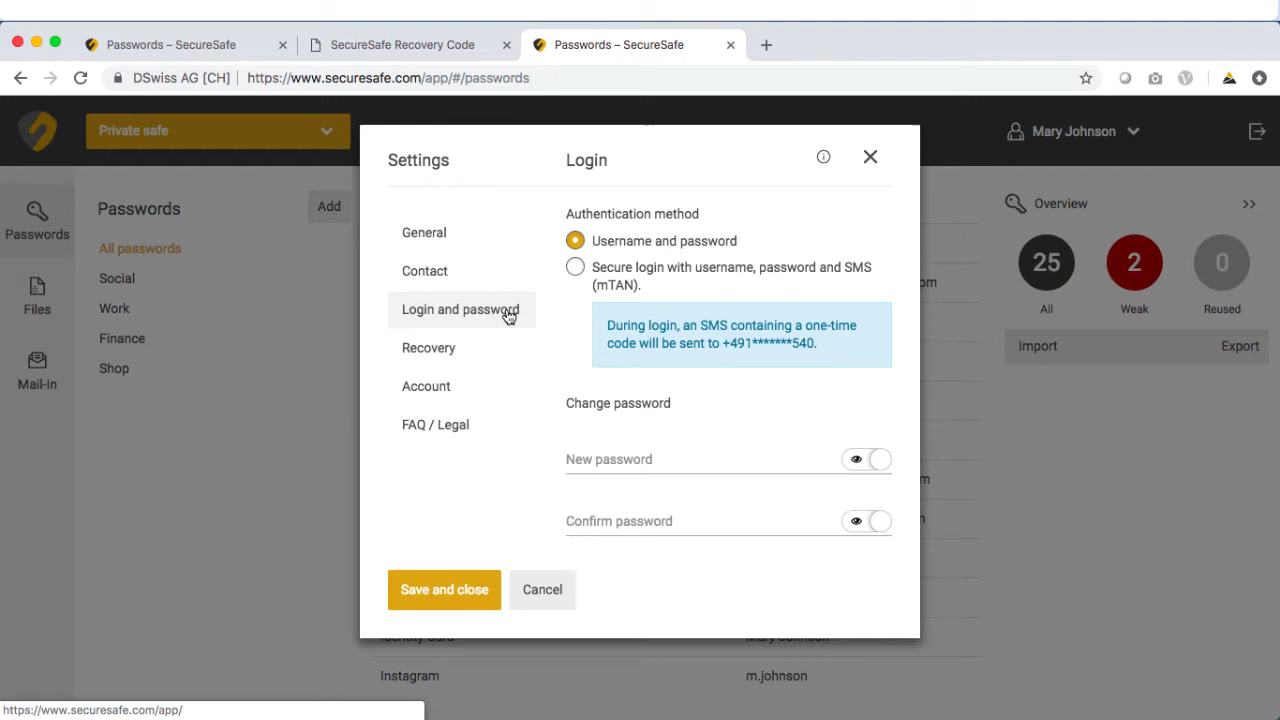 Passwords – SecureSafe
SecureSafe Recovery Code
Passwords – SecureSafe
DSwiss AG [CH]
https://www.securesafe.com/app/#/passwords
Private safe
Mary Johnson
Passwords
Files
Mail-In
Passwords
Add
All passwords
Social
Work
Finance
Shop
Settings
General
Contact
Login and password
Recovery
Account
FAQ / Legal
Login
Authentication method
Username and password
Secure login with username, password and SMS
(mTAN).
During login, an SMS containing a one-time
code will be sent to +491*******540.
Change password
New password
Confirm password
Save and close
Cancel
Overview
25
2
0
All
Weak
Reused
Import
Export
om
m
n
Identity Card
Mary Johnson
Instagram
m.johnson
https://www.securesafe.com/app/